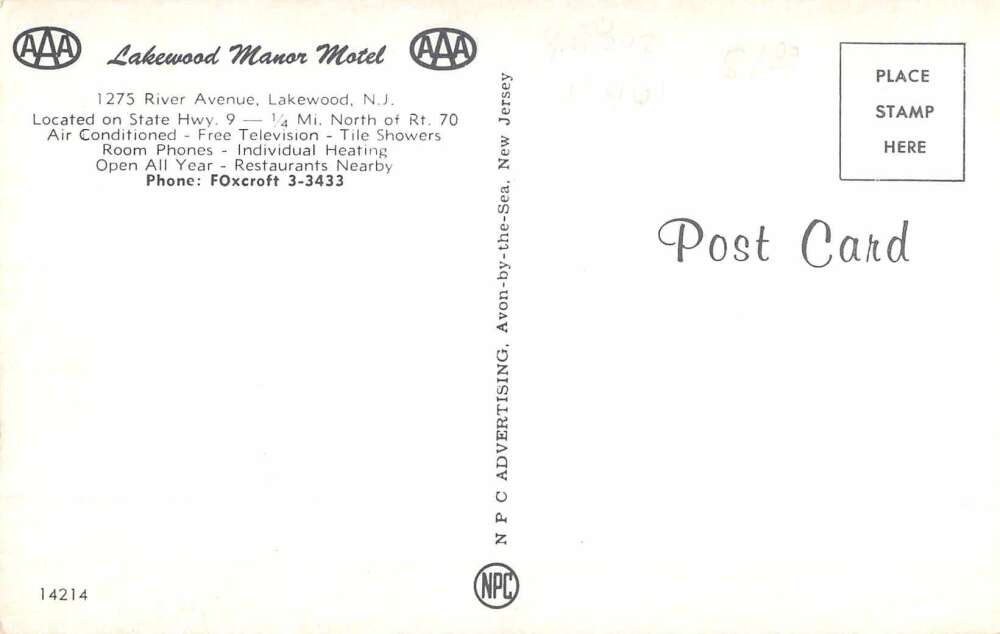 AAA Lakewood Manor Motel AAA
1275 River Avenue, Lakewood, N.J.
Located on State Hwy. 9 — 1/4 Mi. North of Rt. 70
Air Conditioned - Free Television - Tile Showers
Room Phones - Individual Heating
Open All Year - Restaurants Nearby
Phone: FOxcroft 3-3433
14214
N P C ADVERTISING, Avon-by-the-Sea, New Jersey
NPC
PLACE
STAMP
HERE
Post Card